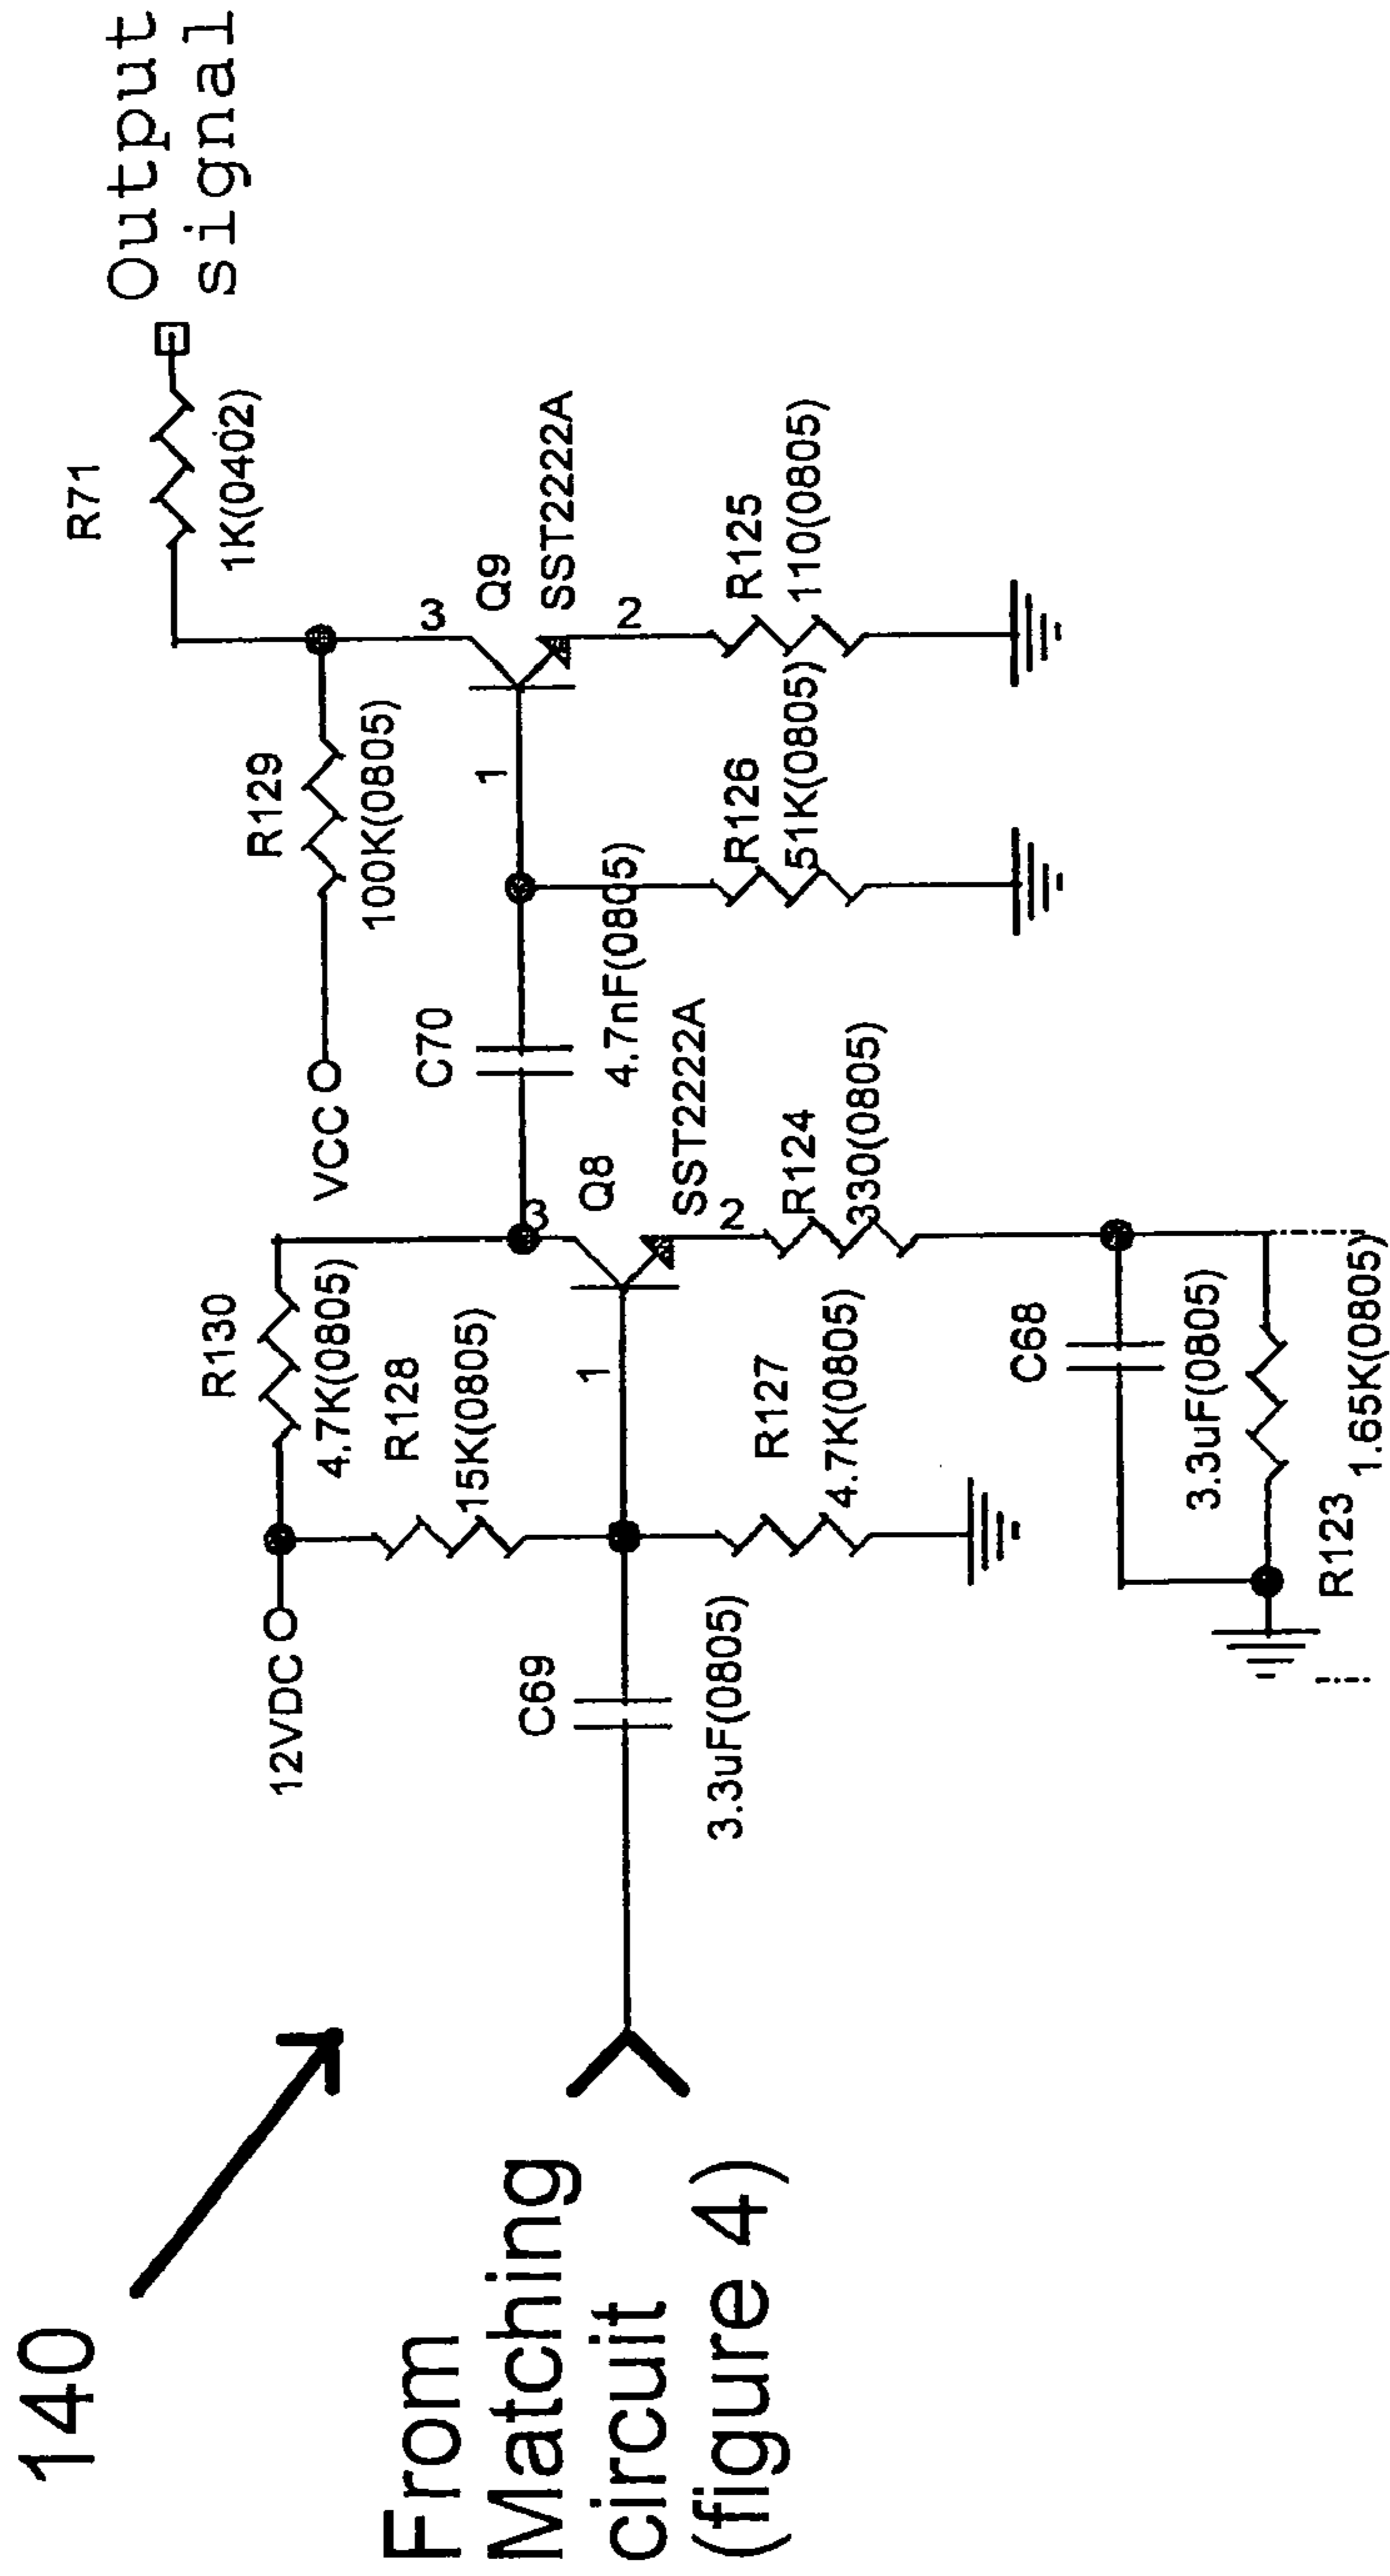 140
From
Matching
circuit
(figure 4)
12VDC
R130
4.7K(0805)
R128
15K(0805)
C69
3.3uF(0805)
1
R127
4.7K(0805)
3
Q8
SST2222A
2
R124
330(0805)
C68
3.3uF(0805)
R123
1.65K(0805)
C70
4.7nF(0805)
VCC
R129
100K(0805)
1
R126
51K(0805)
3
Q9
SST2222A
2
R125
110(0805)
R71
1K(0402)
Output
signal